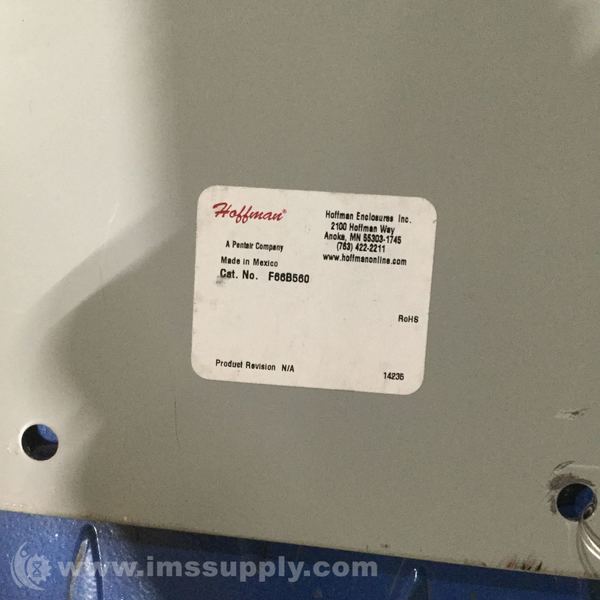 Hoffman®
A Pentair Company
Made in Mexico
Cat. No. F66B560
Hoffman Enclosures Inc.
2100 Hoffman Way
Anoka, MN 55303-1745
(763) 422-2211
www.hoffmanonline.com
RoHS
Product Revision N/A
14235
www.imssupply.com